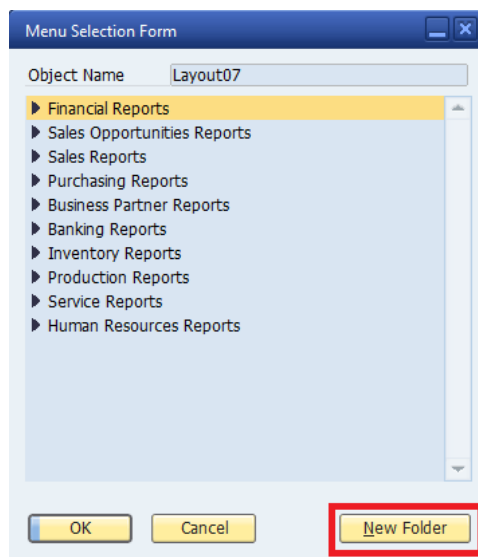 Menu Selection Form
Object Name Layout07
Financial Reports
Sales Opportunities Reports
Sales Reports
Purchasing Reports
Business Partner Reports
Banking Reports
Inventory Reports
Production Reports
Service Reports
Human Resources Reports
OK Cancel New Folder